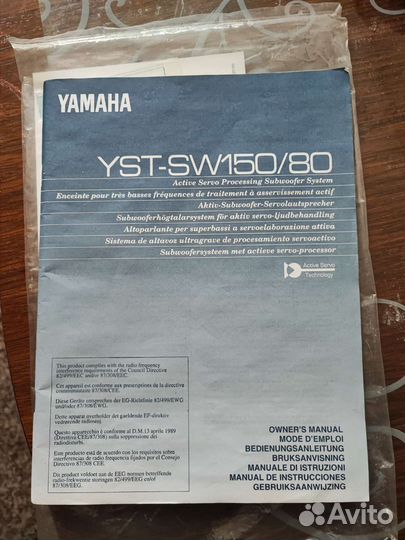 YAMAHA
YST-SW150/80
Active Servo Processing Subwoofer System
Enceinte pour très basses fréquences de traitement à asservissement actif
Aktiv-Subwoofer-Servolautsprecher
Subwooferhögtalarsystem för aktiv servo-ljudbehandling
Altoparlante per superbassi a servoelaborazione attiva
Sistema de altavoz ultragrave de procesamiento servoactivo
Subwoofersysteem met actieve servo-processor
Active Servo
Technology
This product complies with the radio frequency
interference requirements of the Council Directive
82/499/EEC and/or 87/308/EEC.
Cet appareil est conforme aux prescriptions de la directive
communautaire 87/308/CEE.
Diese Geräte entsprechen der EG-Richtlinie 82/499/EWG
und/oder 87/308/EWG.
Dette apparat overholder det gaeldende EF-direktiv
vedrørende radiostøj.
Questo apparecchio è conforme al D.M.13 aprile 1989
(Direttiva CEE/87/308) sulla soppressione dei
radiodisturbi.
Este producto está de acuerdo con los requisitos sobre
interferencias de radio frequencia fijados por el Consejo
Directivo 87/308 CEE.
Dit product voldoet aan de EEG normen betreffende
radio-frekwentie storingen 82/499/EEG en/of
87/308/EEG.
OWNER'S MANUAL
MODE D'EMPLOI
BEDIENUNGSANLEITUNG
BRUKSANVISNING
MANUALE DI ISTRUZIONI
MANUAL DE INSTRUCCIONES
GEBRUIKSAANWIJZING
Avito